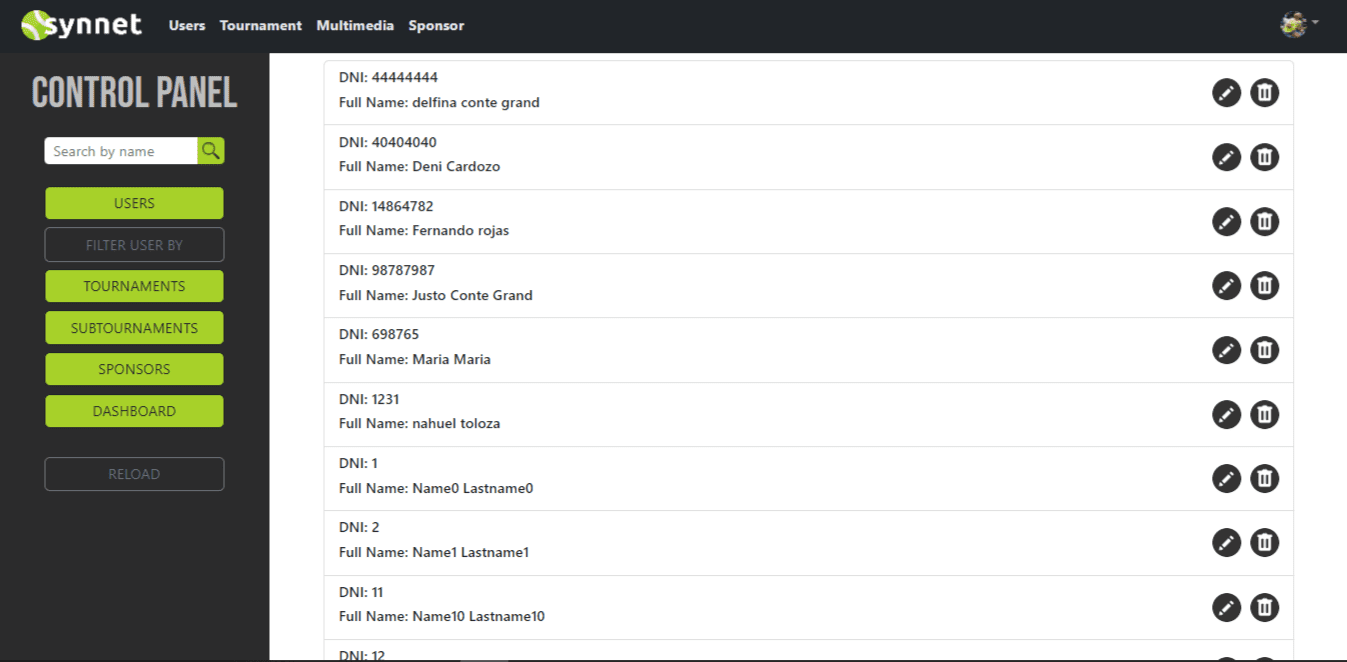 synnet Users Tournament Multimedia Sponsor
CONTROL PANEL
Search by name
USERS
FILTER USER BY
TOURNAMENTS
SUBTOURNAMENTS
SPONSORS
DASHBOARD
RELOAD
DNI: 44444444
Full Name: delfina conte grand
DNI: 40404040
Full Name: Deni Cardozo
DNI: 14864782
Full Name: Fernando rojas
DNI: 98787987
Full Name: Justo Conte Grand
DNI: 698765
Full Name: Maria Maria
DNI: 1231
Full Name: nahuel toloza
DNI: 1
Full Name: Name0 Lastname0
DNI: 2
Full Name: Name1 Lastname1
DNI: 11
Full Name: Name10 Lastname10
DNI: 12